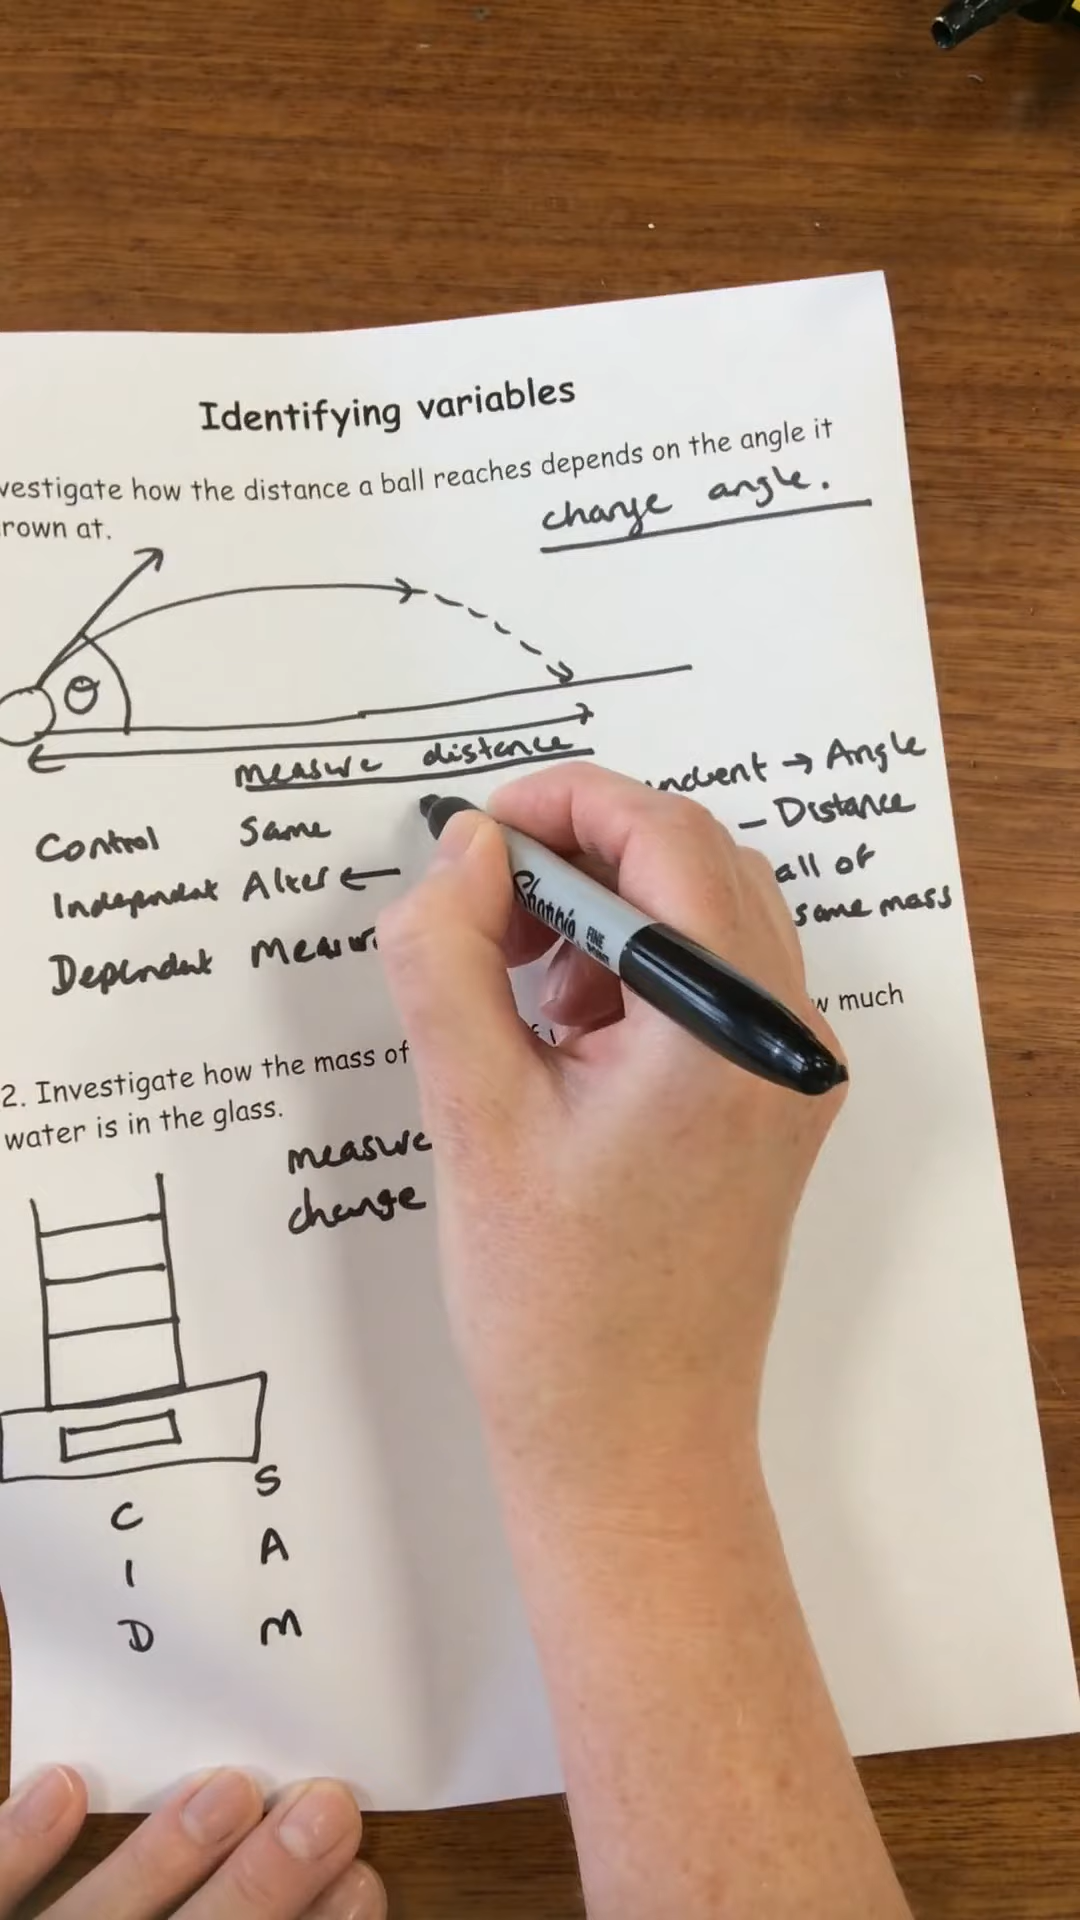 Identifying variables
vestigate how the distance a ball reaches depends on the angle it
rown at.
change angle.
θ
measure distance
Control Same
Independent Alter ←
Dependent Measur
ndent → Angle
– Distance
all of
same mass
2. Investigate how the mass of
w much
water is in the glass.
measure
change
C S
I A
D M
Sharpie
FINE